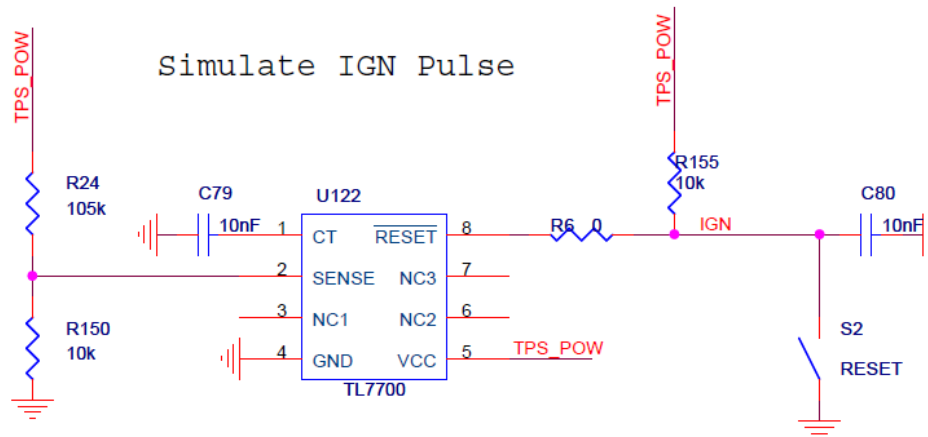 TPS_POW
Simulate IGN Pulse
TPS_POW
R24
105k
C79
10nF
U122
1
CT
RESET
8
2
SENSE
NC3
7
3
NC1
NC2
6
4
GND
VCC
5
TPS_POW
TL7700
R6 0
R155
10k
IGN
C80
10nF
R150
10k
S2
RESET